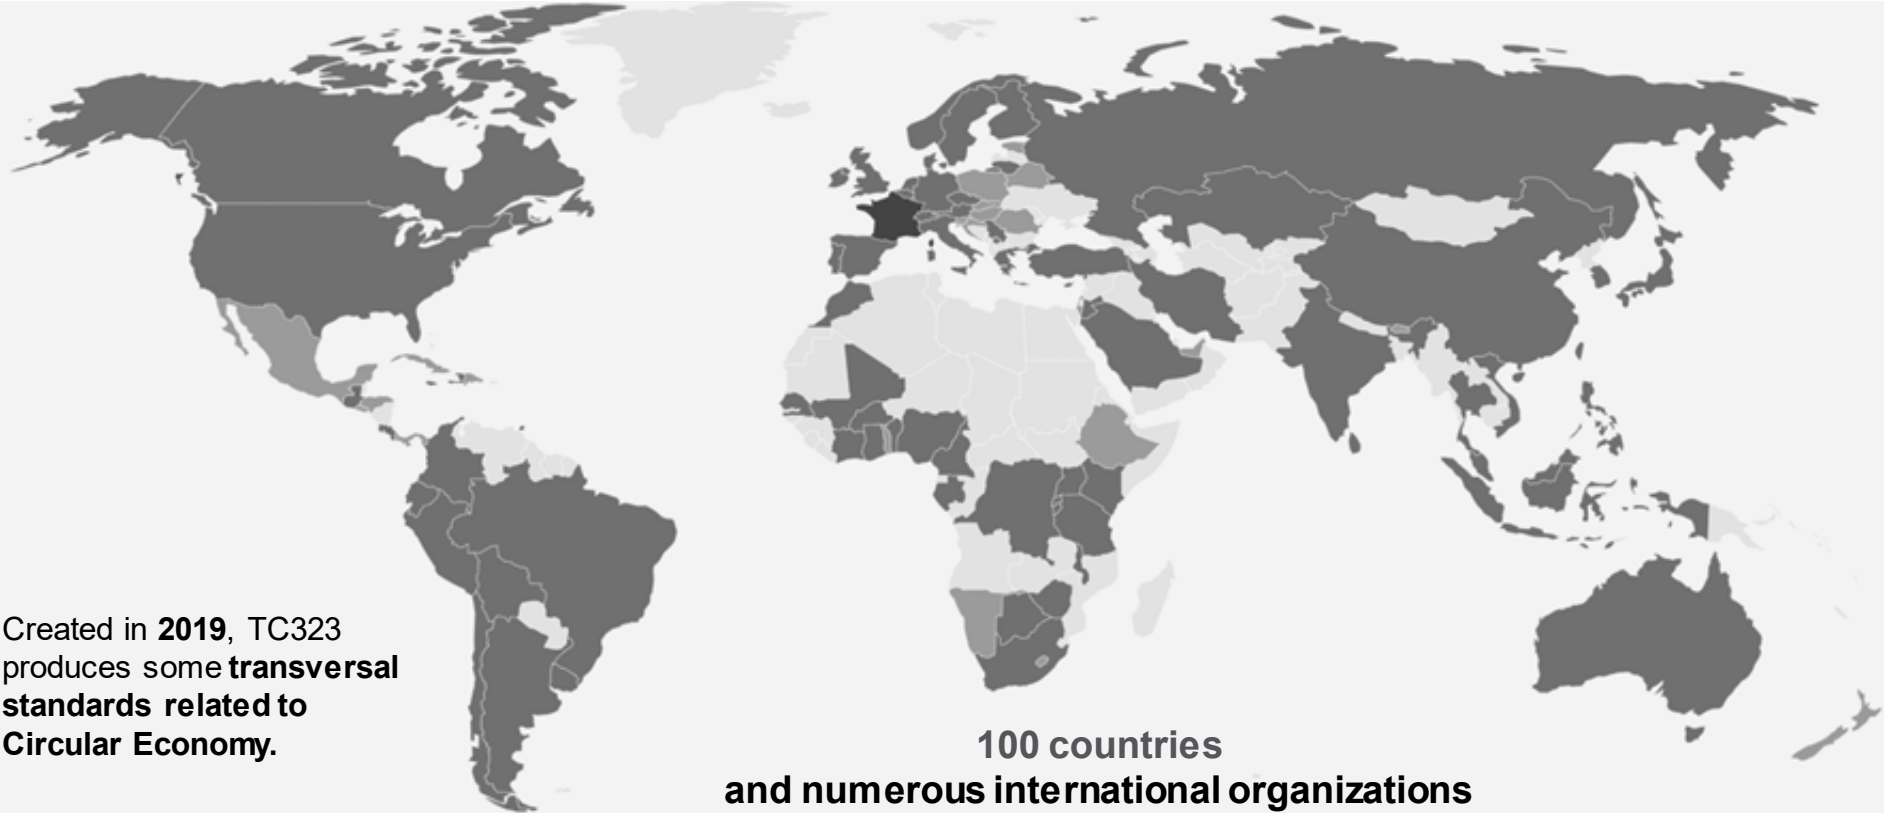 Created in 2019, TC323
produces some transversal
standards related to
Circular Economy.
100 countries
and numerous international organizations